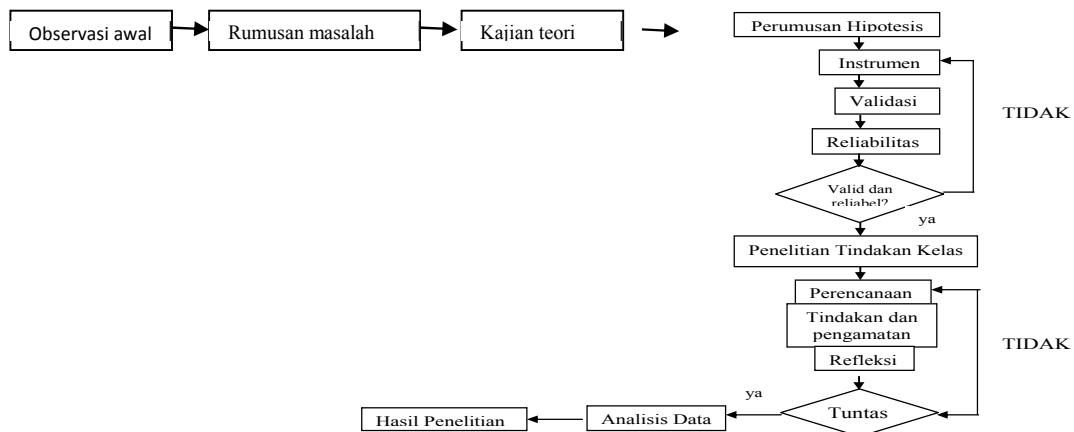 Observasi awal
Rumusan masalah
Kajian teori
Perumusan Hipotesis
Instrumen
Validasi
TIDAK
Reliabilitas
Valid dan
reliabel?
ya
Penelitian Tindakan Kelas
Perencanaan
Tindakan dan
pengamatan
TIDAK
Refleksi
ya
Tuntas
Analisis Data
Hasil Penelitian